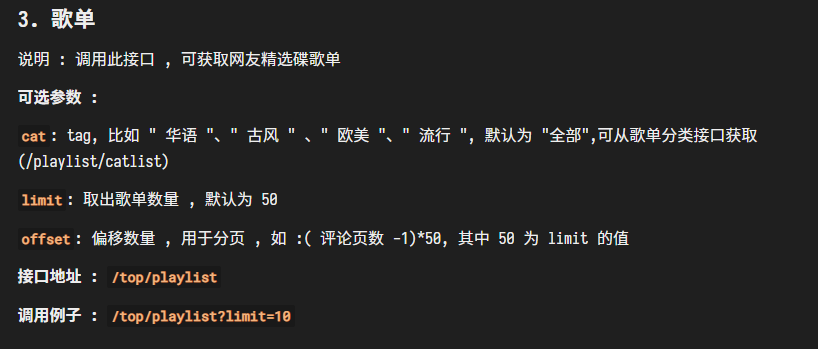 3. 歌单
说明 : 调用此接口 , 可获取网友精选碟歌单
可选参数 :
cat: tag, 比如 " 华语 "、" 古风 " 、" 欧美 "、" 流行 ", 默认为 "全部",可从歌单分类接口获取
(/playlist/catlist)
limit: 取出歌单数量 , 默认为 50
offset: 偏移数量 , 用于分页 , 如 :( 评论页数 -1)*50, 其中 50 为 limit 的值
接口地址 : /top/playlist
调用例子 : /top/playlist?limit=10